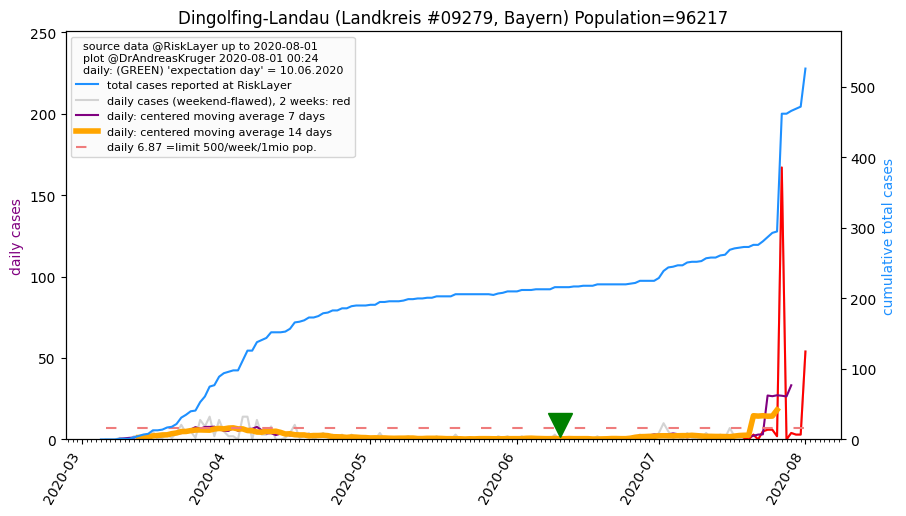 Dingolfing-Landau (Landkreis #09279, Bayern) Population=96217
source data @RiskLayer up to 2020-08-01
plot @DrAndreasKruger 2020-08-01 00:24
daily: (GREEN) 'expectation day' = 10.06.2020
total cases reported at RiskLayer
daily cases (weekend-flawed), 2 weeks: red
daily: centered moving average 7 days
daily: centered moving average 14 days
daily 6.87 =limit 500/week/1mio pop.
daily cases
250
200
150
100
50
0
cumulative total cases
500
400
300
200
100
0
2020-03
2020-04
2020-05
2020-06
2020-07
2020-08